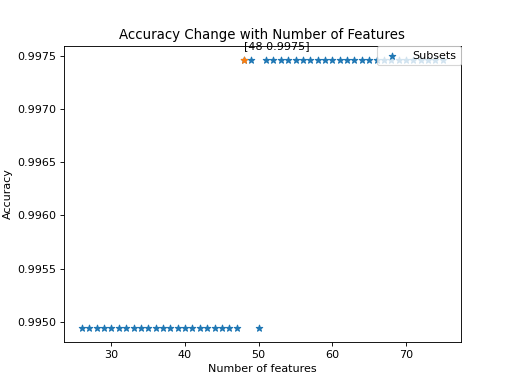 Accuracy Change with Number of Features
[48 0.9975]
Subsets
0.9975
0.9970
0.9965
0.9960
0.9955
0.9950
Accuracy
30 40 50 60 70
Number of features